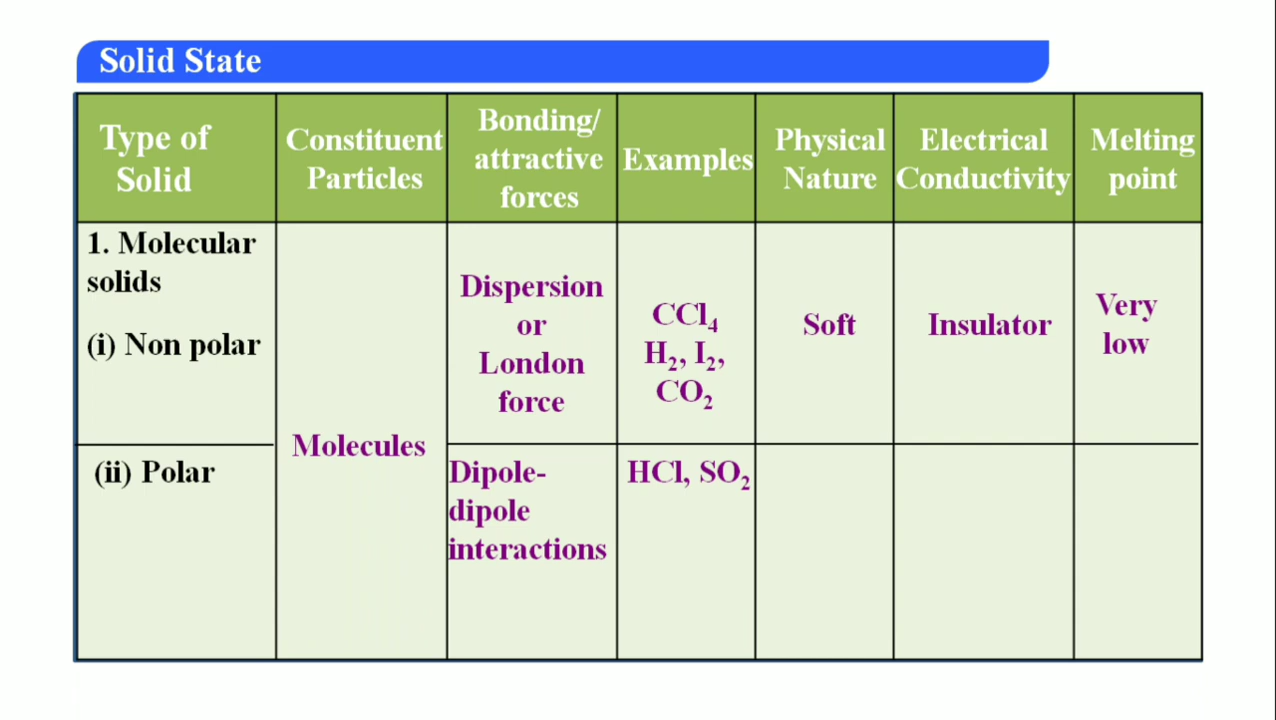 Solid State
Type of
Solid
Constituent
Particles
Bonding/
attractive
forces
Examples
Physical
Nature
Electrical
Conductivity
Melting
point
1. Molecular
solids
(i) Non polar
Molecules
Dispersion
or
London
force
CCl₄
H₂, I₂,
CO₂
Soft
Insulator
Very
low
(ii) Polar
Dipole-
dipole
interactions
HCl, SO₂